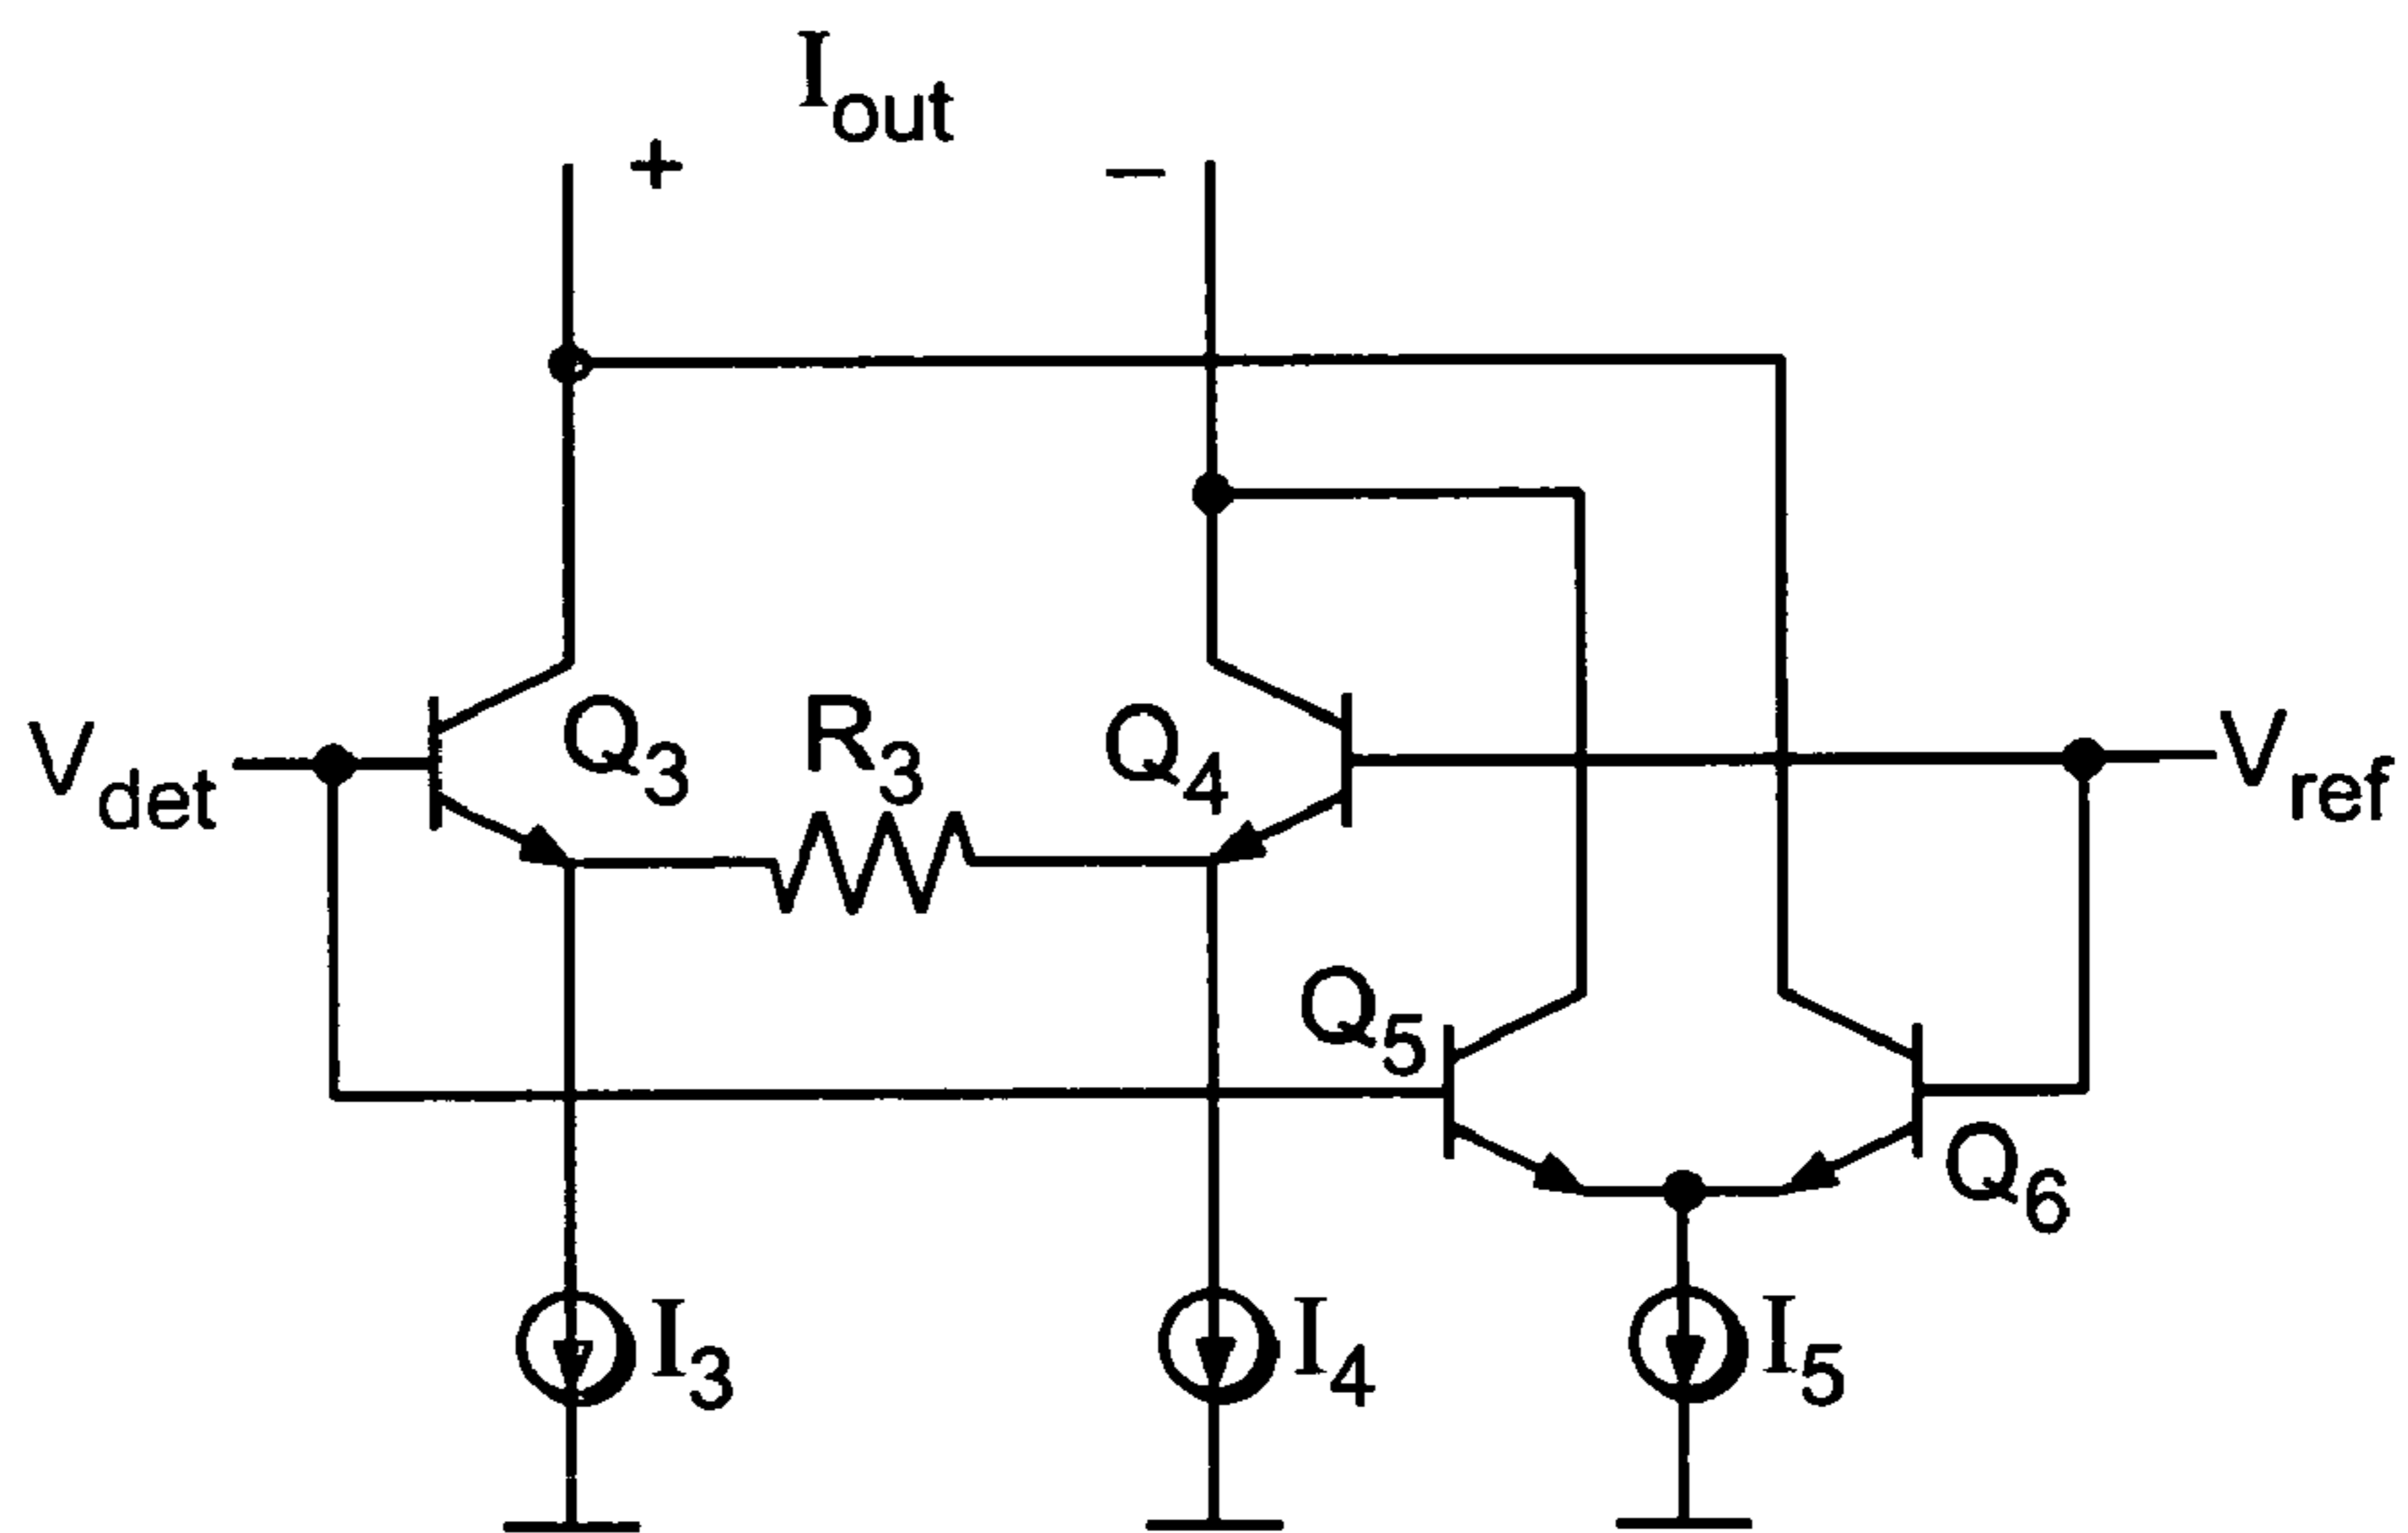 I_out
+ −
V_det Q_3 R_3 Q_4 V_ref
Q_5
Q_6
I_3 I_4 I_5